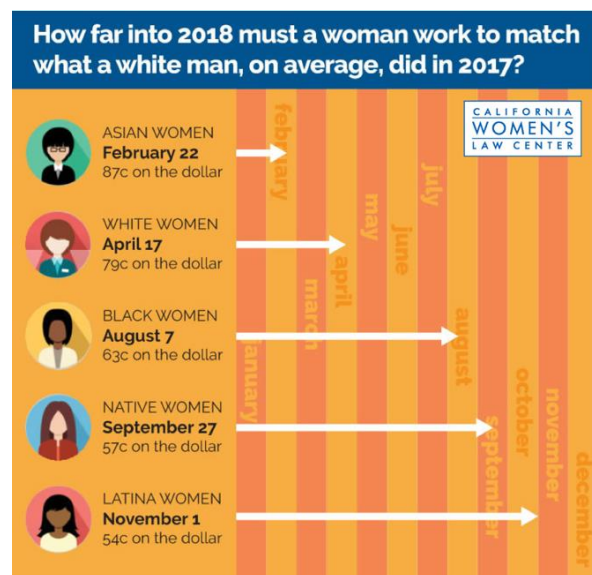 How far into 2018 must a woman work to match
what a white man, on average, did in 2017?
CALIFORNIA
WOMEN'S
LAW CENTER
ASIAN WOMEN
February 22
87c on the dollar
WHITE WOMEN
April 17
79c on the dollar
BLACK WOMEN
August 7
63c on the dollar
NATIVE WOMEN
September 27
57c on the dollar
LATINA WOMEN
November 1
54c on the dollar
january
february
march
april
may
june
july
august
september
october
november
december